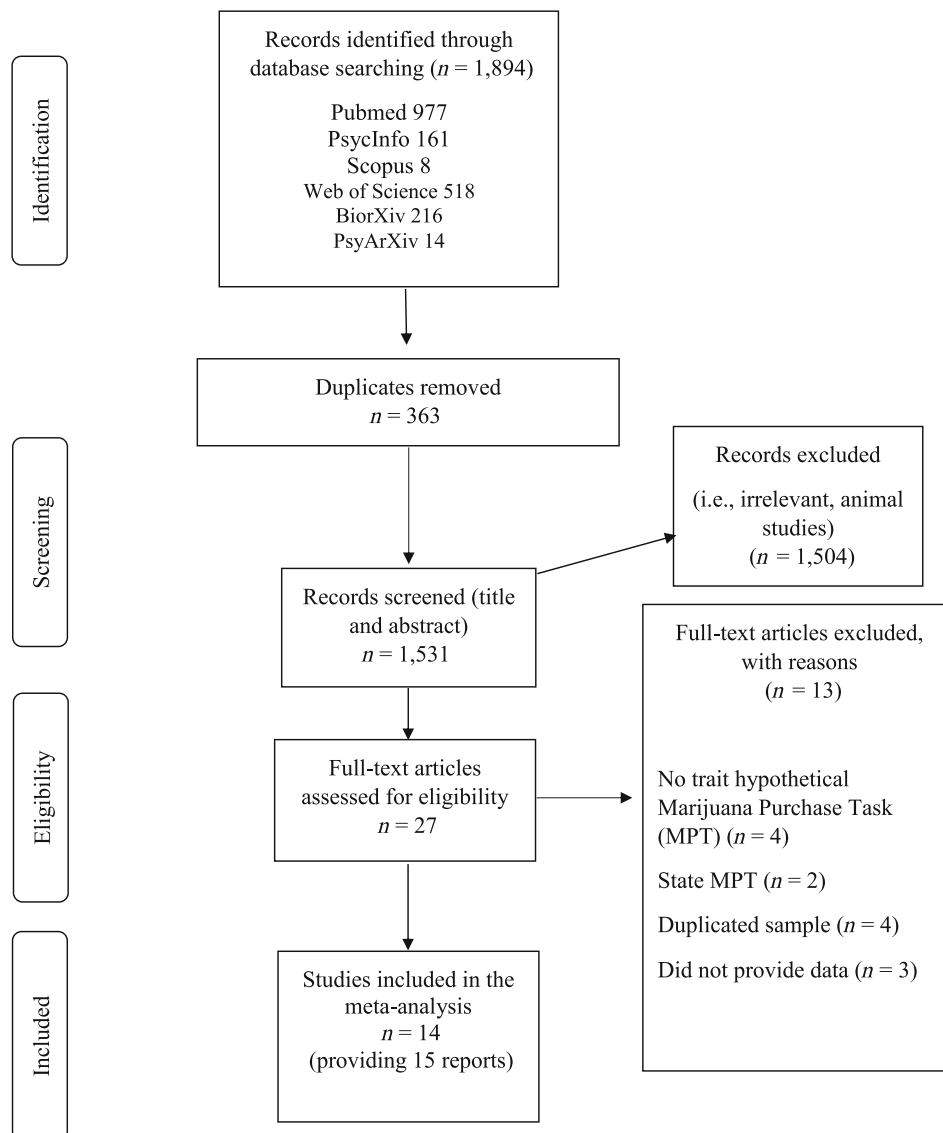 Identification
Records identified through
database searching (n = 1,894)
Pubmed 977
PsycInfo 161
Scopus 8
Web of Science 518
BiorXiv 216
PsyArXiv 14
Duplicates removed
n = 363
Screening
Records excluded
(i.e., irrelevant, animal
studies)
(n = 1,504)
Records screened (title
and abstract)
n = 1,531
Full-text articles excluded,
with reasons
(n = 13)
No trait hypothetical
Marijuana Purchase Task
(MPT) (n = 4)
State MPT (n = 2)
Duplicated sample (n = 4)
Did not provide data (n = 3)
Eligibility
Full-text articles
assessed for eligibility
n = 27
Included
Studies included in the
meta-analysis
n = 14
(providing 15 reports)